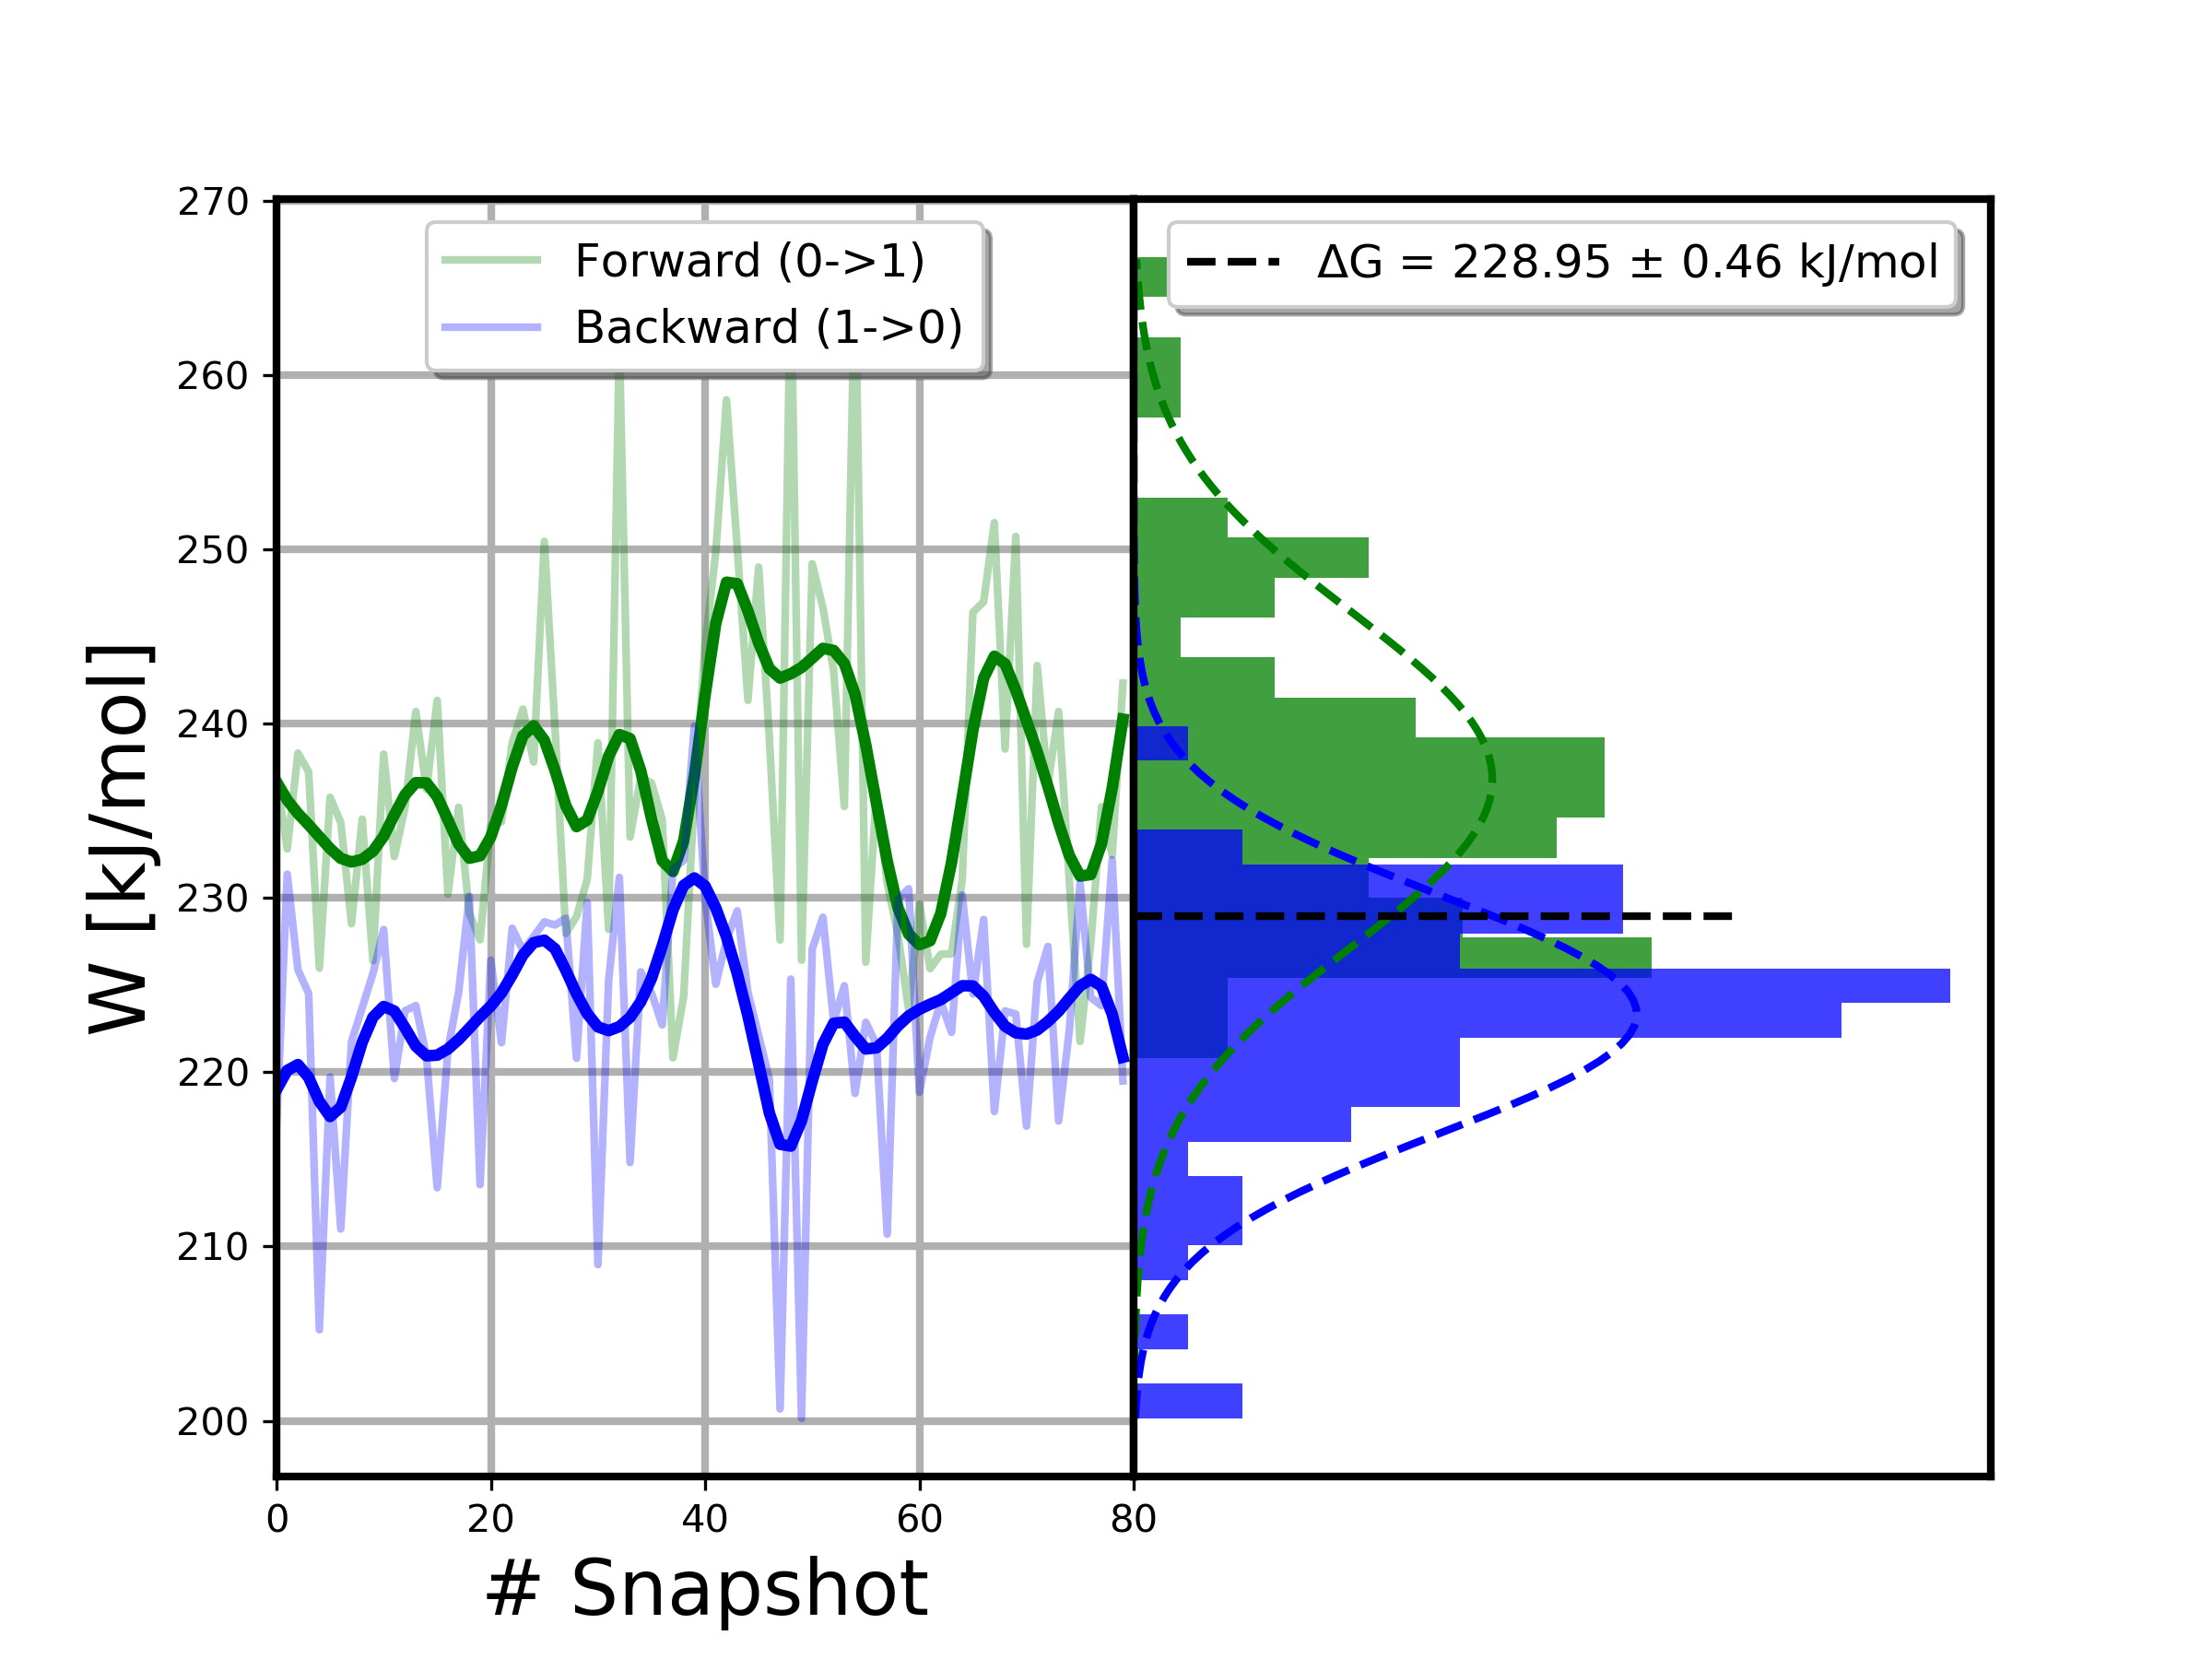 270
260
250
240
230
220
210
200
W [kJ/mol]
Forward (0->1)
Backward (1->0)
ΔG = 228.95 ± 0.46 kJ/mol
0 20 40 60 80
# Snapshot